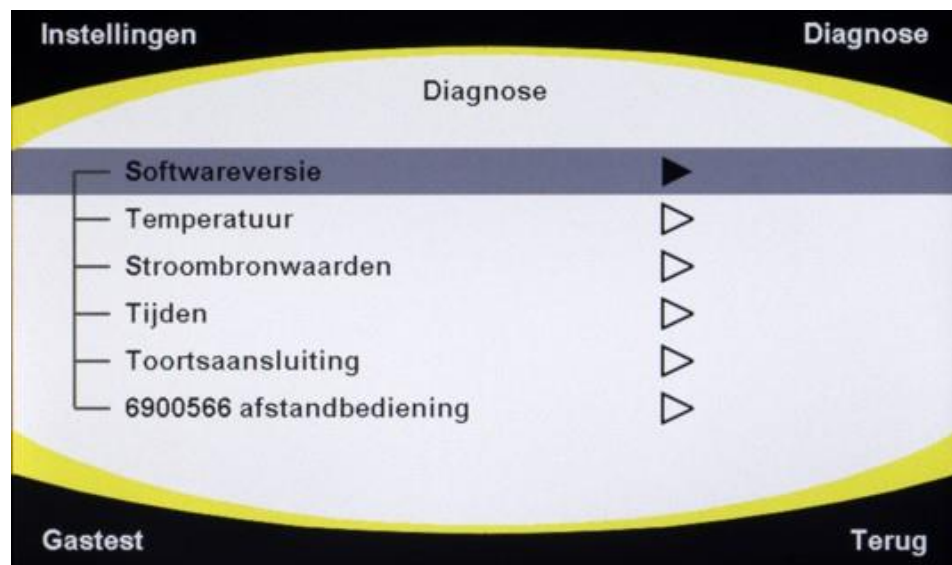 Instellingen Diagnose
Diagnose
Softwareversie
Temperatuur
Stroombronwaarden
Tijden
Toortsaansluiting
6900566 afstandbediening
Gastest Terug